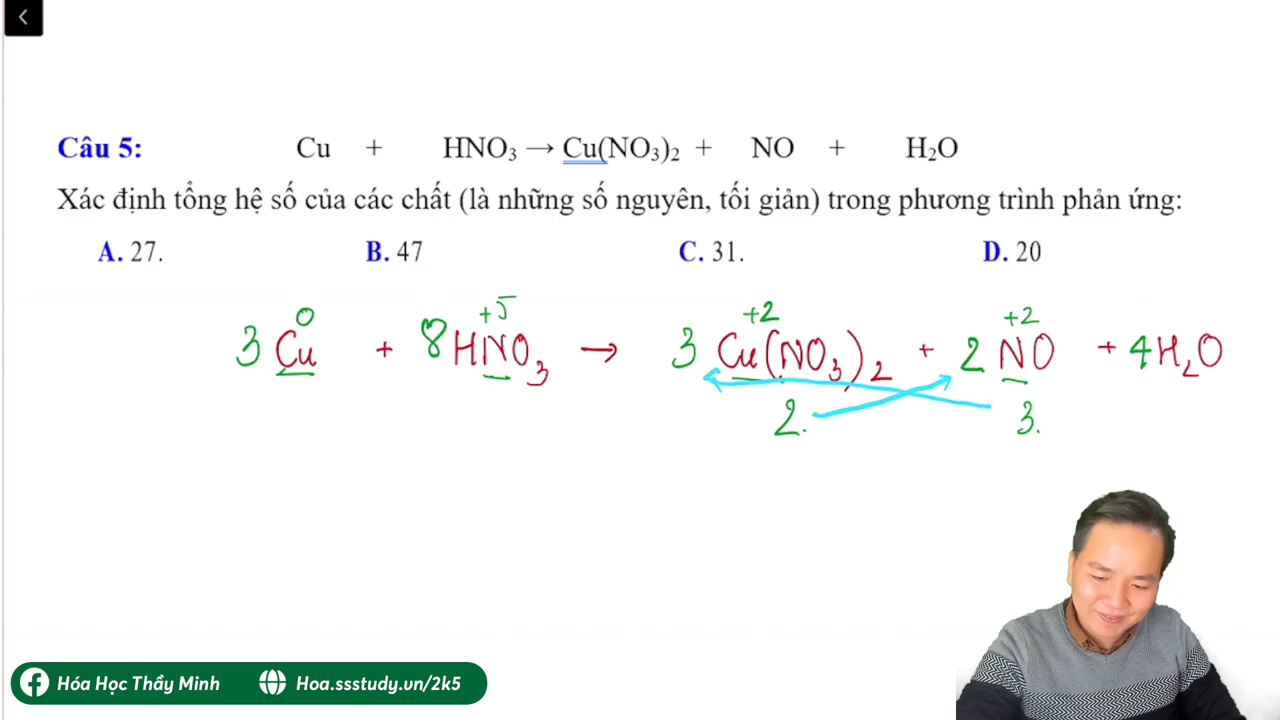 Câu 5: Cu + HNO₃ → Cu(NO₃)₂ + NO + H₂O
Xác định tổng hệ số của các chất (là những số nguyên, tối giản) trong phương trình phản ứng:
A. 27. B. 47 C. 31. D. 20
0 +5 +2 +2
3 Cu + 8 HNO₃ → 3 Cu(NO₃)₂ + 2 NO + 4 H₂O
2. 3.
Hóa Học Thầy Minh Hoa.ssstudy.vn/2k5